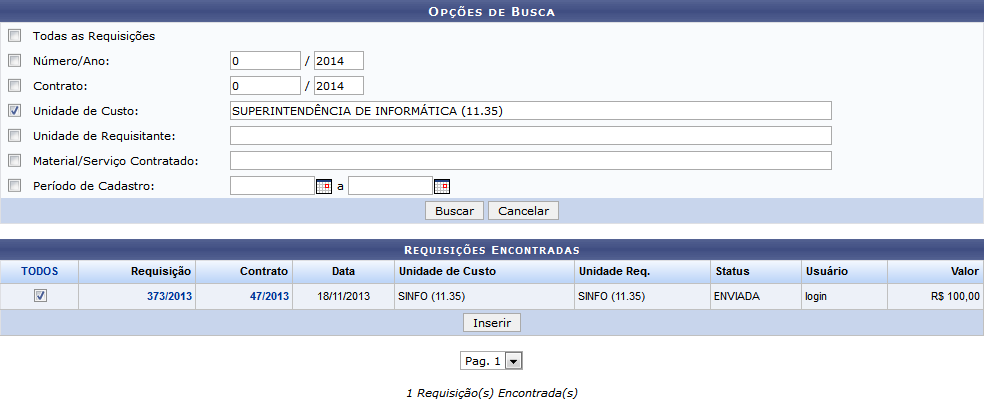 OPÇÕES DE BUSCA
Todas as Requisições
Número/Ano: 0 / 2014
Contrato: 0 / 2014
Unidade de Custo: SUPERINTENDÊNCIA DE INFORMÁTICA (11.35)
Unidade de Requisitante:
Material/Serviço Contratado:
Período de Cadastro: a
Buscar Cancelar
REQUISIÇÕES ENCONTRADAS
TODOS Requisição Contrato Data Unidade de Custo Unidade Req. Status Usuário Valor
373/2013 47/2013 18/11/2013 SINFO (11.35) SINFO (11.35) ENVIADA login R$ 100,00
Inserir
Pag. 1
1 Requisição(s) Encontrada(s)